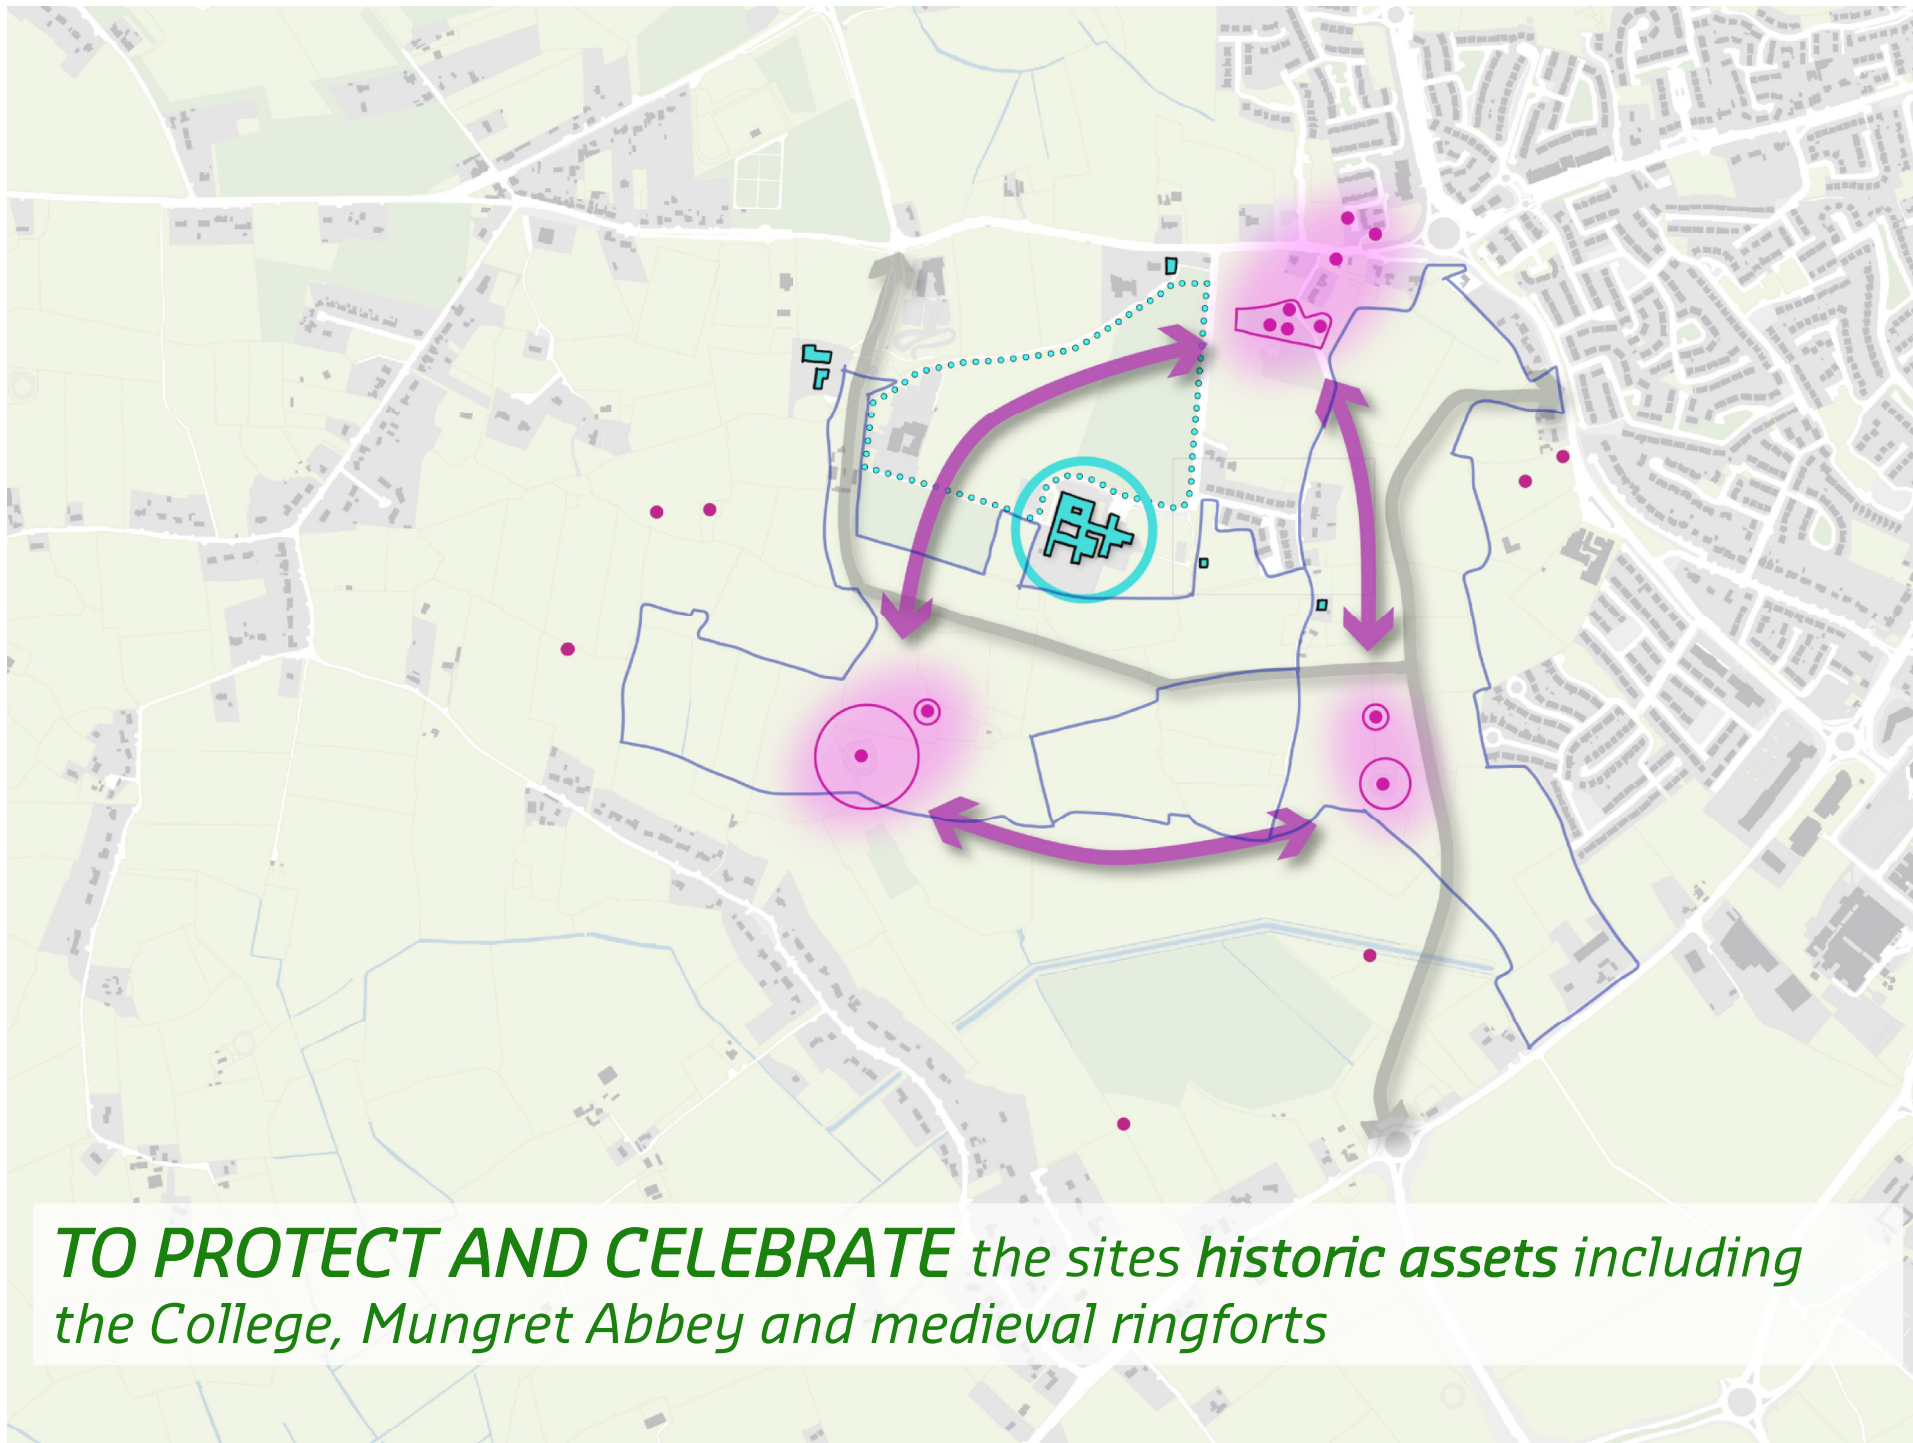 TO PROTECT AND CELEBRATE the sites historic assets including
the College, Mungret Abbey and medieval ringforts